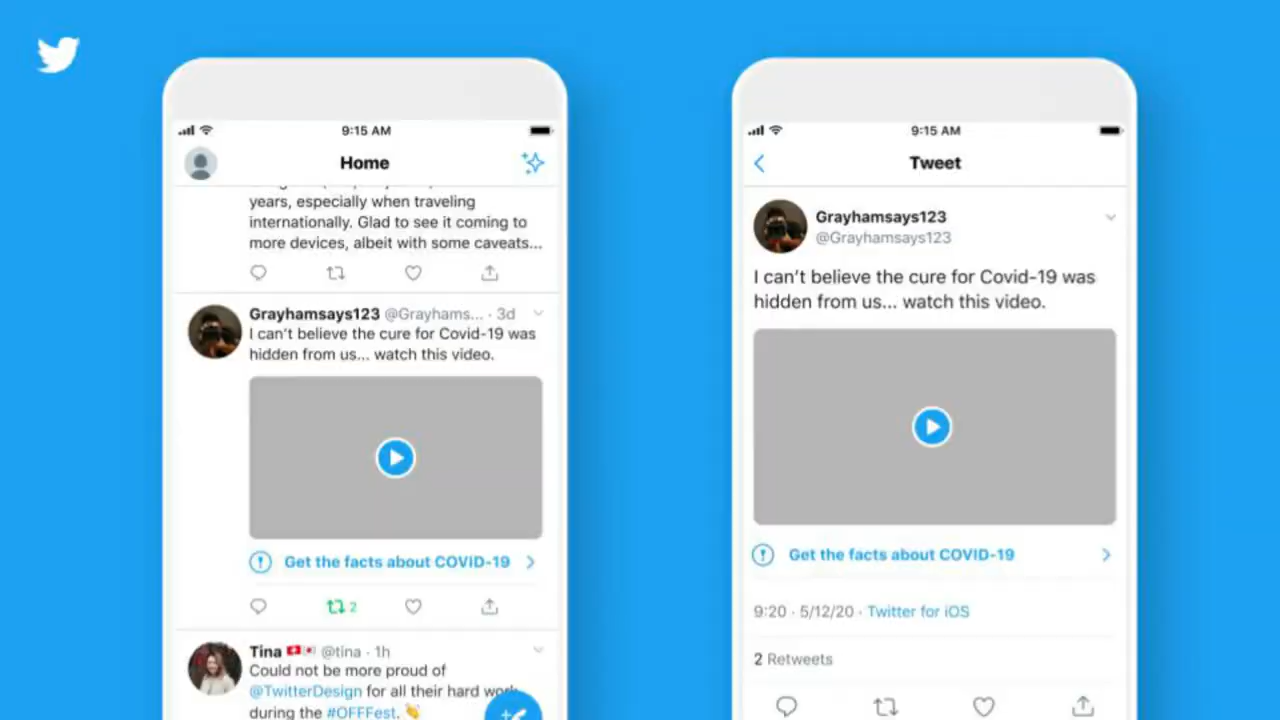 9:15 AM
Home
years, especially when traveling
internationally. Glad to see it coming to
more devices, albeit with some caveats...
Grayhamsays123 @Grayhams... · 3d
I can't believe the cure for Covid-19 was
hidden from us... watch this video.
Get the facts about COVID-19
2
Tina @tina · 1h
Could not be more proud of
@TwitterDesign for all their hard work
during the #OFFFest. 👏
9:15 AM
Tweet
Grayhamsays123
@Grayhamsays123
I can't believe the cure for Covid-19 was
hidden from us... watch this video.
Get the facts about COVID-19
9:20 · 5/12/20 · Twitter for iOS
2 Retweets